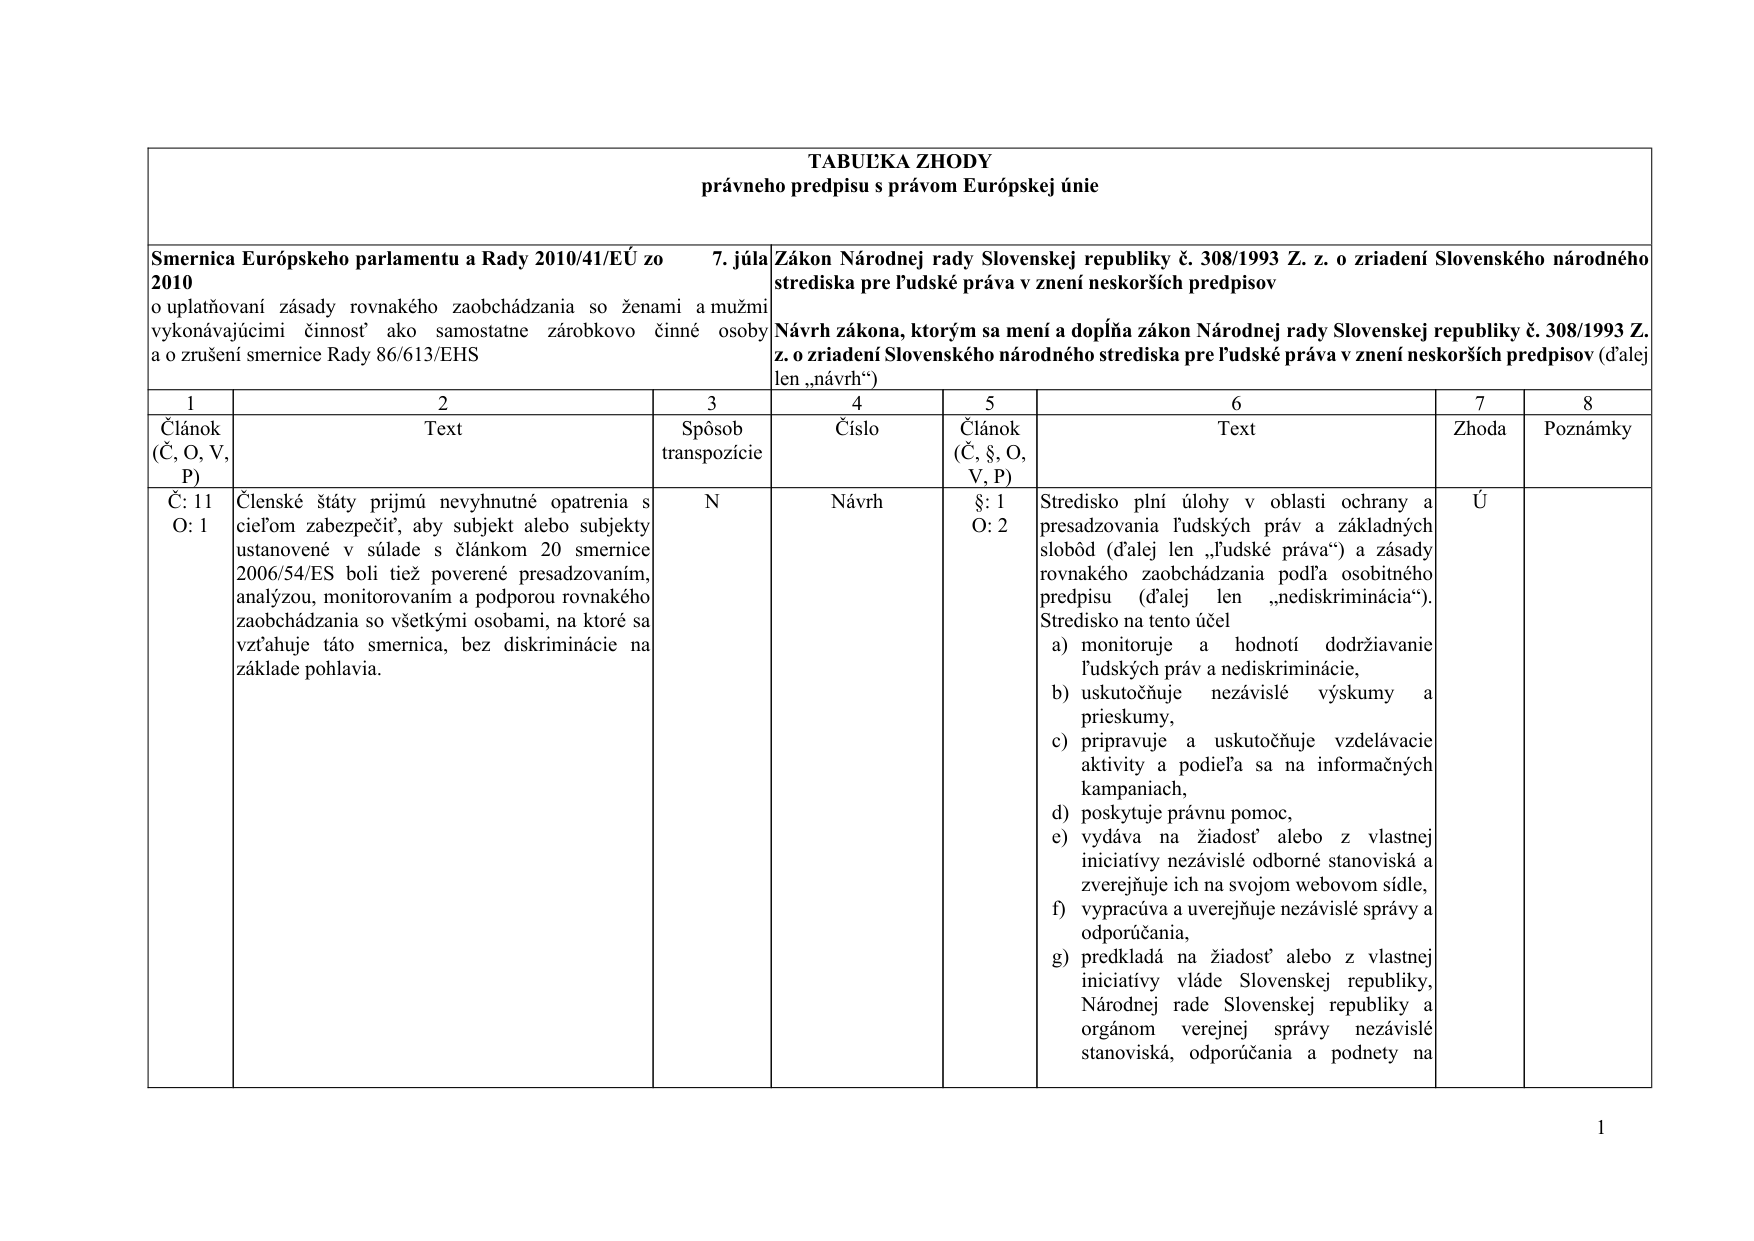 TABUĽKA ZHODY
právneho predpisu s právom Európskej únie
Smernica Európskeho parlamentu a Rady 2010/41/EÚ zo 7. júla
2010
o uplatňovaní zásady rovnakého zaobchádzania so ženami a mužmi
vykonávajúcimi činnosť ako samostatne zárobkovo činné osoby
a o zrušení smernice Rady 86/613/EHS
Zákon Národnej rady Slovenskej republiky č. 308/1993 Z. z. o zriadení Slovenského národného
strediska pre ľudské práva v znení neskorších predpisov
Návrh zákona, ktorým sa mení a dopĺňa zákon Národnej rady Slovenskej republiky č. 308/1993 Z.
z. o zriadení Slovenského národného strediska pre ľudské práva v znení neskorších predpisov (ďalej
len „návrh“)
1 2 3 4 5 6 7 8
Článok
(Č, O, V,
P)
Text
Spôsob
transpozície
Číslo
Článok
(Č, §, O,
V, P)
Text
Zhoda
Poznámky
Č: 11
O: 1
Členské štáty prijmú nevyhnutné opatrenia s
cieľom zabezpečiť, aby subjekt alebo subjekty
ustanovené v súlade s článkom 20 smernice
2006/54/ES boli tiež poverené presadzovaním,
analýzou, monitorovaním a podporou rovnakého
zaobchádzania so všetkými osobami, na ktoré sa
vzťahuje táto smernica, bez diskriminácie na
základe pohlavia.
N
Návrh
§: 1
O: 2
Stredisko plní úlohy v oblasti ochrany a
presadzovania ľudských práv a základných
slobôd (ďalej len „ľudské práva“) a zásady
rovnakého zaobchádzania podľa osobitného
predpisu (ďalej len „nediskriminácia“).
Stredisko na tento účel
a) monitoruje a hodnotí dodržiavanie
ľudských práv a nediskriminácie,
b) uskutočňuje nezávislé výskumy a
prieskumy,
c) pripravuje a uskutočňuje vzdelávacie
aktivity a podieľa sa na informačných
kampaniach,
d) poskytuje právnu pomoc,
e) vydáva na žiadosť alebo z vlastnej
iniciatívy nezávislé odborné stanoviská a
zverejňuje ich na svojom webovom sídle,
f) vypracúva a uverejňuje nezávislé správy a
odporúčania,
g) predkladá na žiadosť alebo z vlastnej
iniciatívy vláde Slovenskej republiky,
Národnej rade Slovenskej republiky a
orgánom verejnej správy nezávislé
stanoviská, odporúčania a podnety na
Ú
1